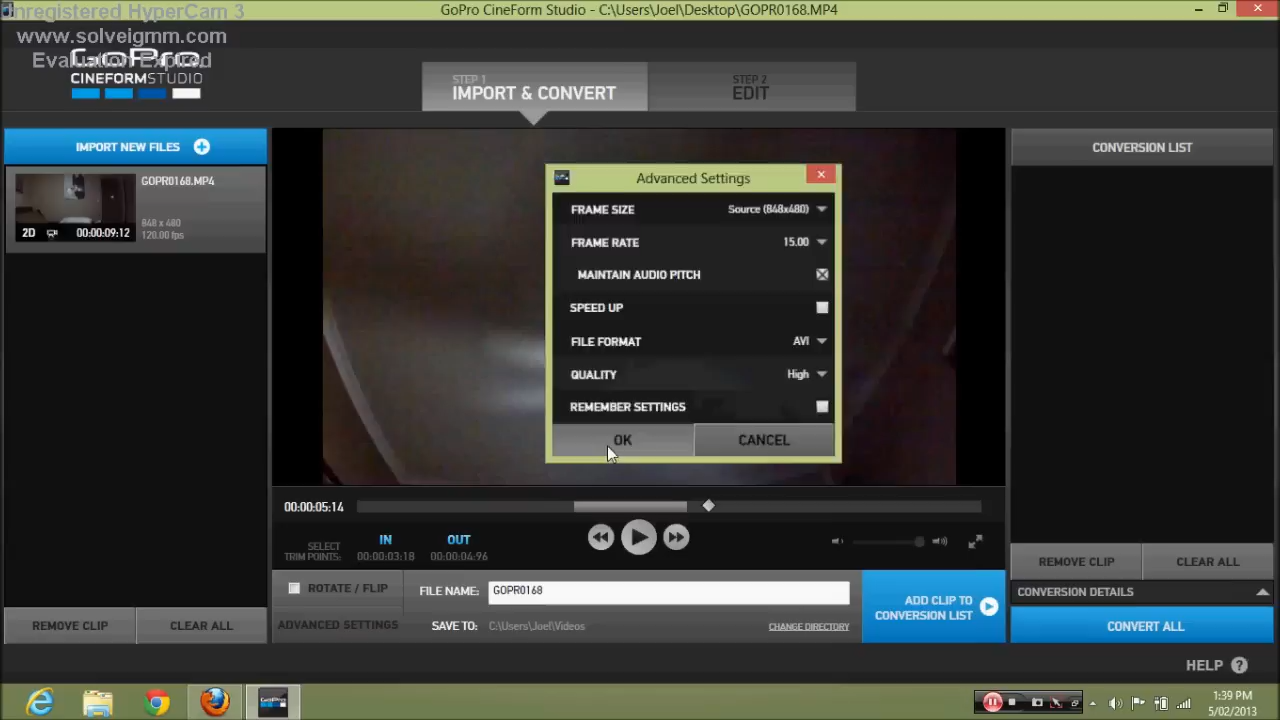 Unregistered HyperCam 3
www.solveigmm.com
Evaluation Expired
GoPro CineForm Studio - C:\Users\Joel\Desktop\GOPR0168.MP4
GoPro
CINEFORMSTUDIO
STEP 1
IMPORT & CONVERT
STEP 2
EDIT
IMPORT NEW FILES
CONVERSION LIST
GOPR0168.MP4
848 x 480
120.00 fps
2D
00:00:09:12
Advanced Settings
FRAME SIZE Source (848x480)
FRAME RATE 15.00
MAINTAIN AUDIO PITCH
SPEED UP
FILE FORMAT AVI
QUALITY High
REMEMBER SETTINGS
OK CANCEL
00:00:05:14
SELECT
TRIM POINTS:
IN
00:00:03:18
OUT
00:00:04:96
ROTATE / FLIP
ADVANCED SETTINGS
FILE NAME: GOPR0168
SAVE TO: C:\Users\Joel\Videos
CHANGE DIRECTORY
ADD CLIP TO
CONVERSION LIST
REMOVE CLIP CLEAR ALL
CONVERSION DETAILS
CONVERT ALL
REMOVE CLIP CLEAR ALL
HELP ?
GoPro
1:39 PM
5/02/2013